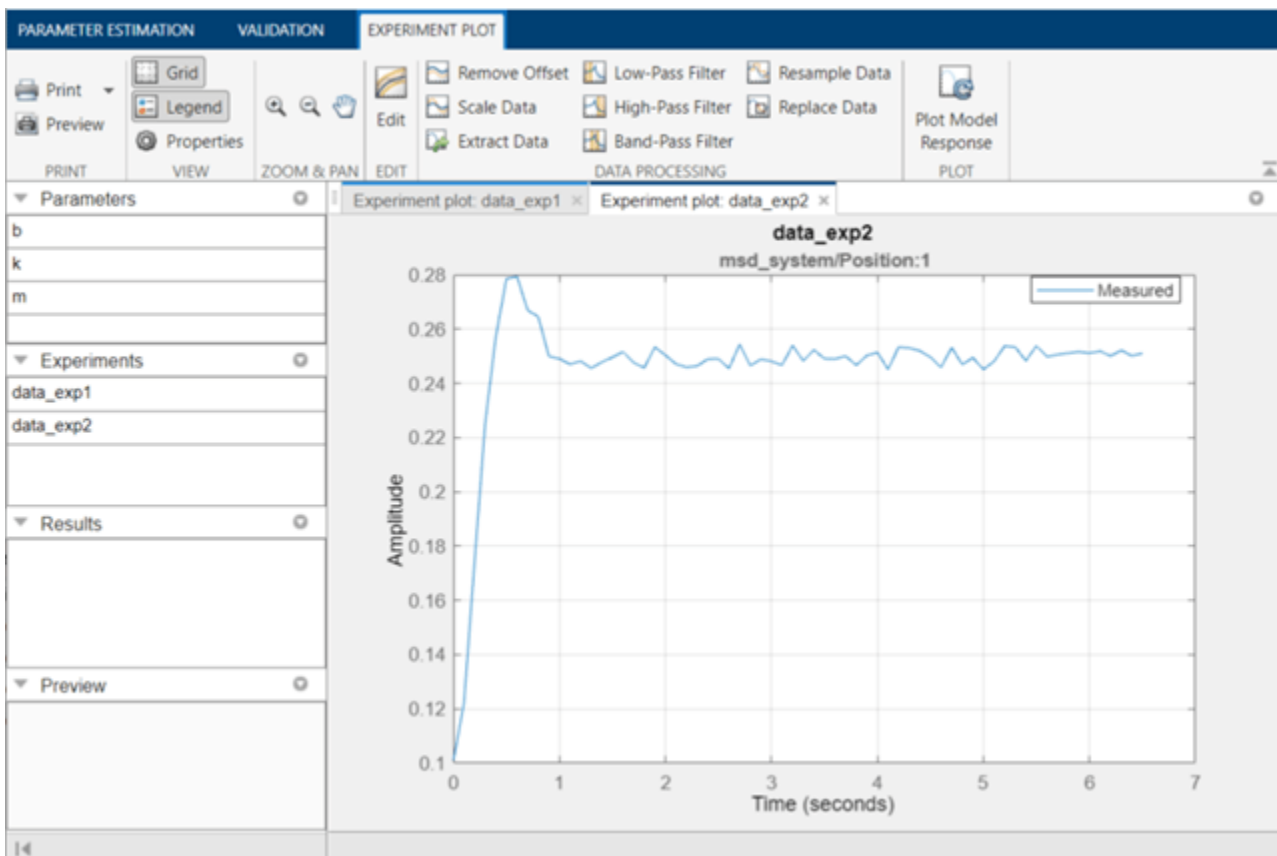 PARAMETER ESTIMATION VALIDATION EXPERIMENT PLOT
Print Grid Remove Offset Low-Pass Filter Resample Data
Legend Edit Scale Data High-Pass Filter Replace Data Plot Model
Preview Properties Extract Data Band-Pass Filter Response
PRINT VIEW ZOOM & PAN EDIT DATA PROCESSING PLOT
Parameters
b
k
m
Experiments
data_exp1
data_exp2
Results
Preview
Experiment plot: data_exp1 × Experiment plot: data_exp2 ×
data_exp2
msd_system/Position:1
Measured
Amplitude
0.28
0.26
0.24
0.22
0.2
0.18
0.16
0.14
0.12
0.1
0 1 2 3 4 5 6 7
Time (seconds)